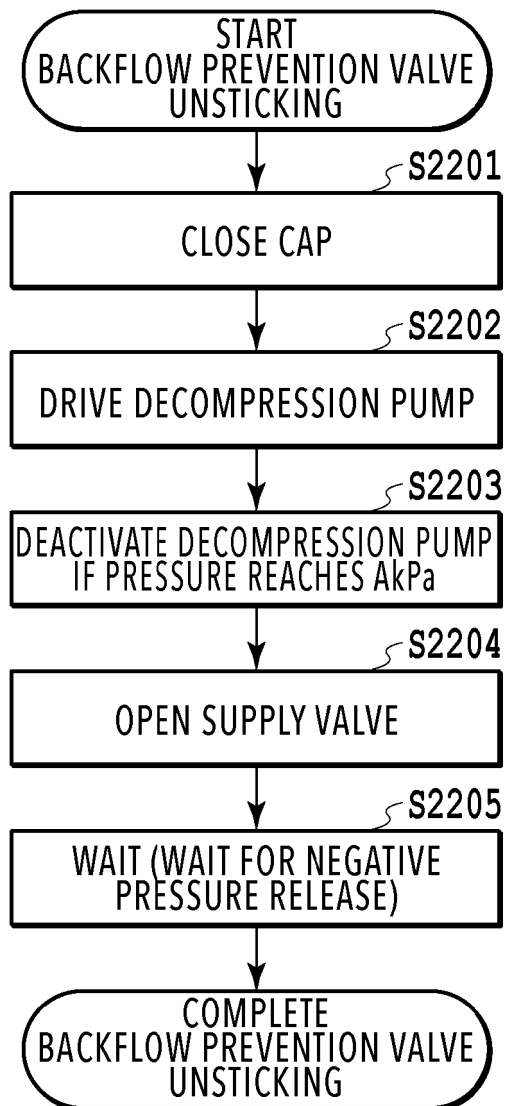 START
BACKFLOW PREVENTION VALVE
UNSTICKING
S2201
CLOSE CAP
S2202
DRIVE DECOMPRESSION PUMP
S2203
DEACTIVATE DECOMPRESSION PUMP
IF PRESSURE REACHES AkPa
S2204
OPEN SUPPLY VALVE
S2205
WAIT (WAIT FOR NEGATIVE
PRESSURE RELEASE)
COMPLETE
BACKFLOW PREVENTION VALVE
UNSTICKING